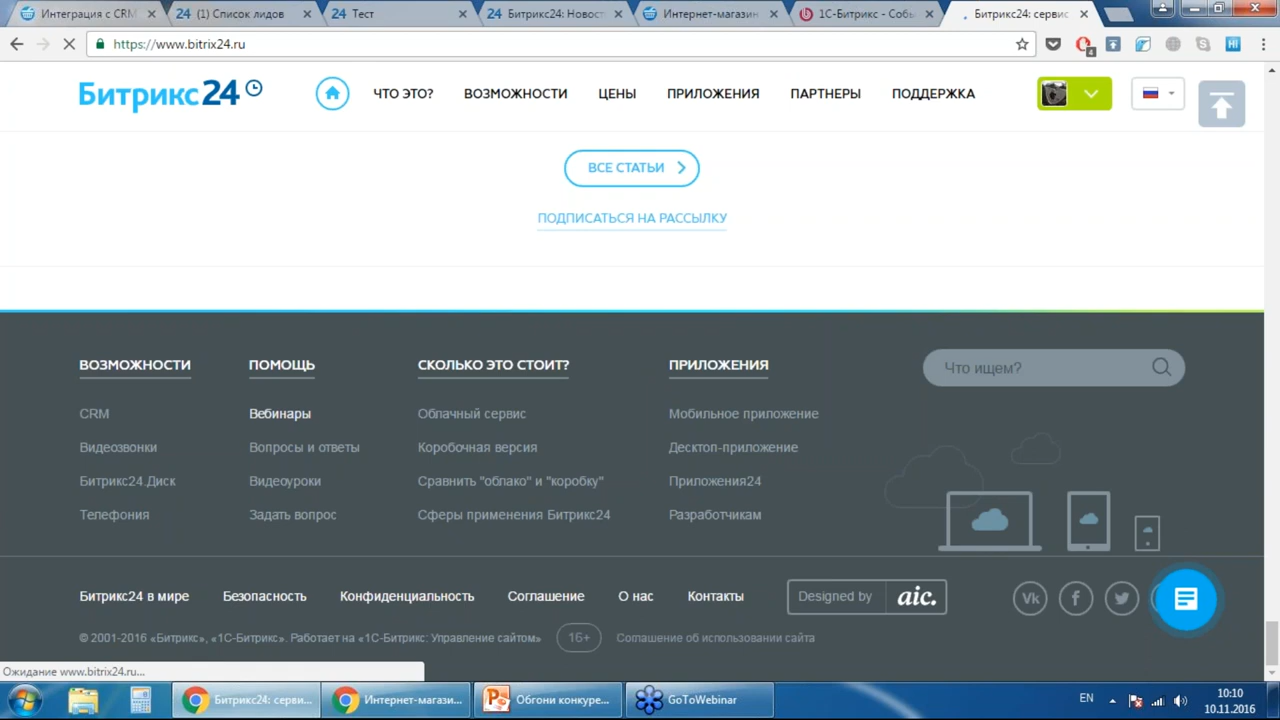 Интеграция с CRM
24 (1) Список лидов
24 Тест
24 Битрикс24: Новост
Интернет-магазин
1С-Битрикс - Собы
Битрикс24: сервис
https://www.bitrix24.ru
4
Hi
Битрикс24
ЧТО ЭТО?
ВОЗМОЖНОСТИ
ЦЕНЫ
ПРИЛОЖЕНИЯ
ПАРТНЕРЫ
ПОДДЕРЖКА
ВСЕ СТАТЬИ
ПОДПИСАТЬСЯ НА РАССЫЛКУ
ВОЗМОЖНОСТИ
CRM
Видеозвонки
Битрикс24.Диск
Телефония
ПОМОЩЬ
Вебинары
Вопросы и ответы
Видеоуроки
Задать вопрос
СКОЛЬКО ЭТО СТОИТ?
Облачный сервис
Коробочная версия
Сравнить "облако" и "коробку"
Сферы применения Битрикс24
ПРИЛОЖЕНИЯ
Мобильное приложение
Десктоп-приложение
Приложения24
Разработчикам
Что ищем?
Битрикс24 в мире
Безопасность
Конфиденциальность
Соглашение
О нас
Контакты
Designed by aic.
© 2001-2016 «Битрикс», «1С-Битрикс». Работает на «1С-Битрикс: Управление сайтом»
16+
Соглашение об использовании сайта
Ожидание www.bitrix24.ru...
Битрикс24: серви...
Интернет-магази...
Обгони конкуре...
GoToWebinar
EN
10:10
10.11.2016